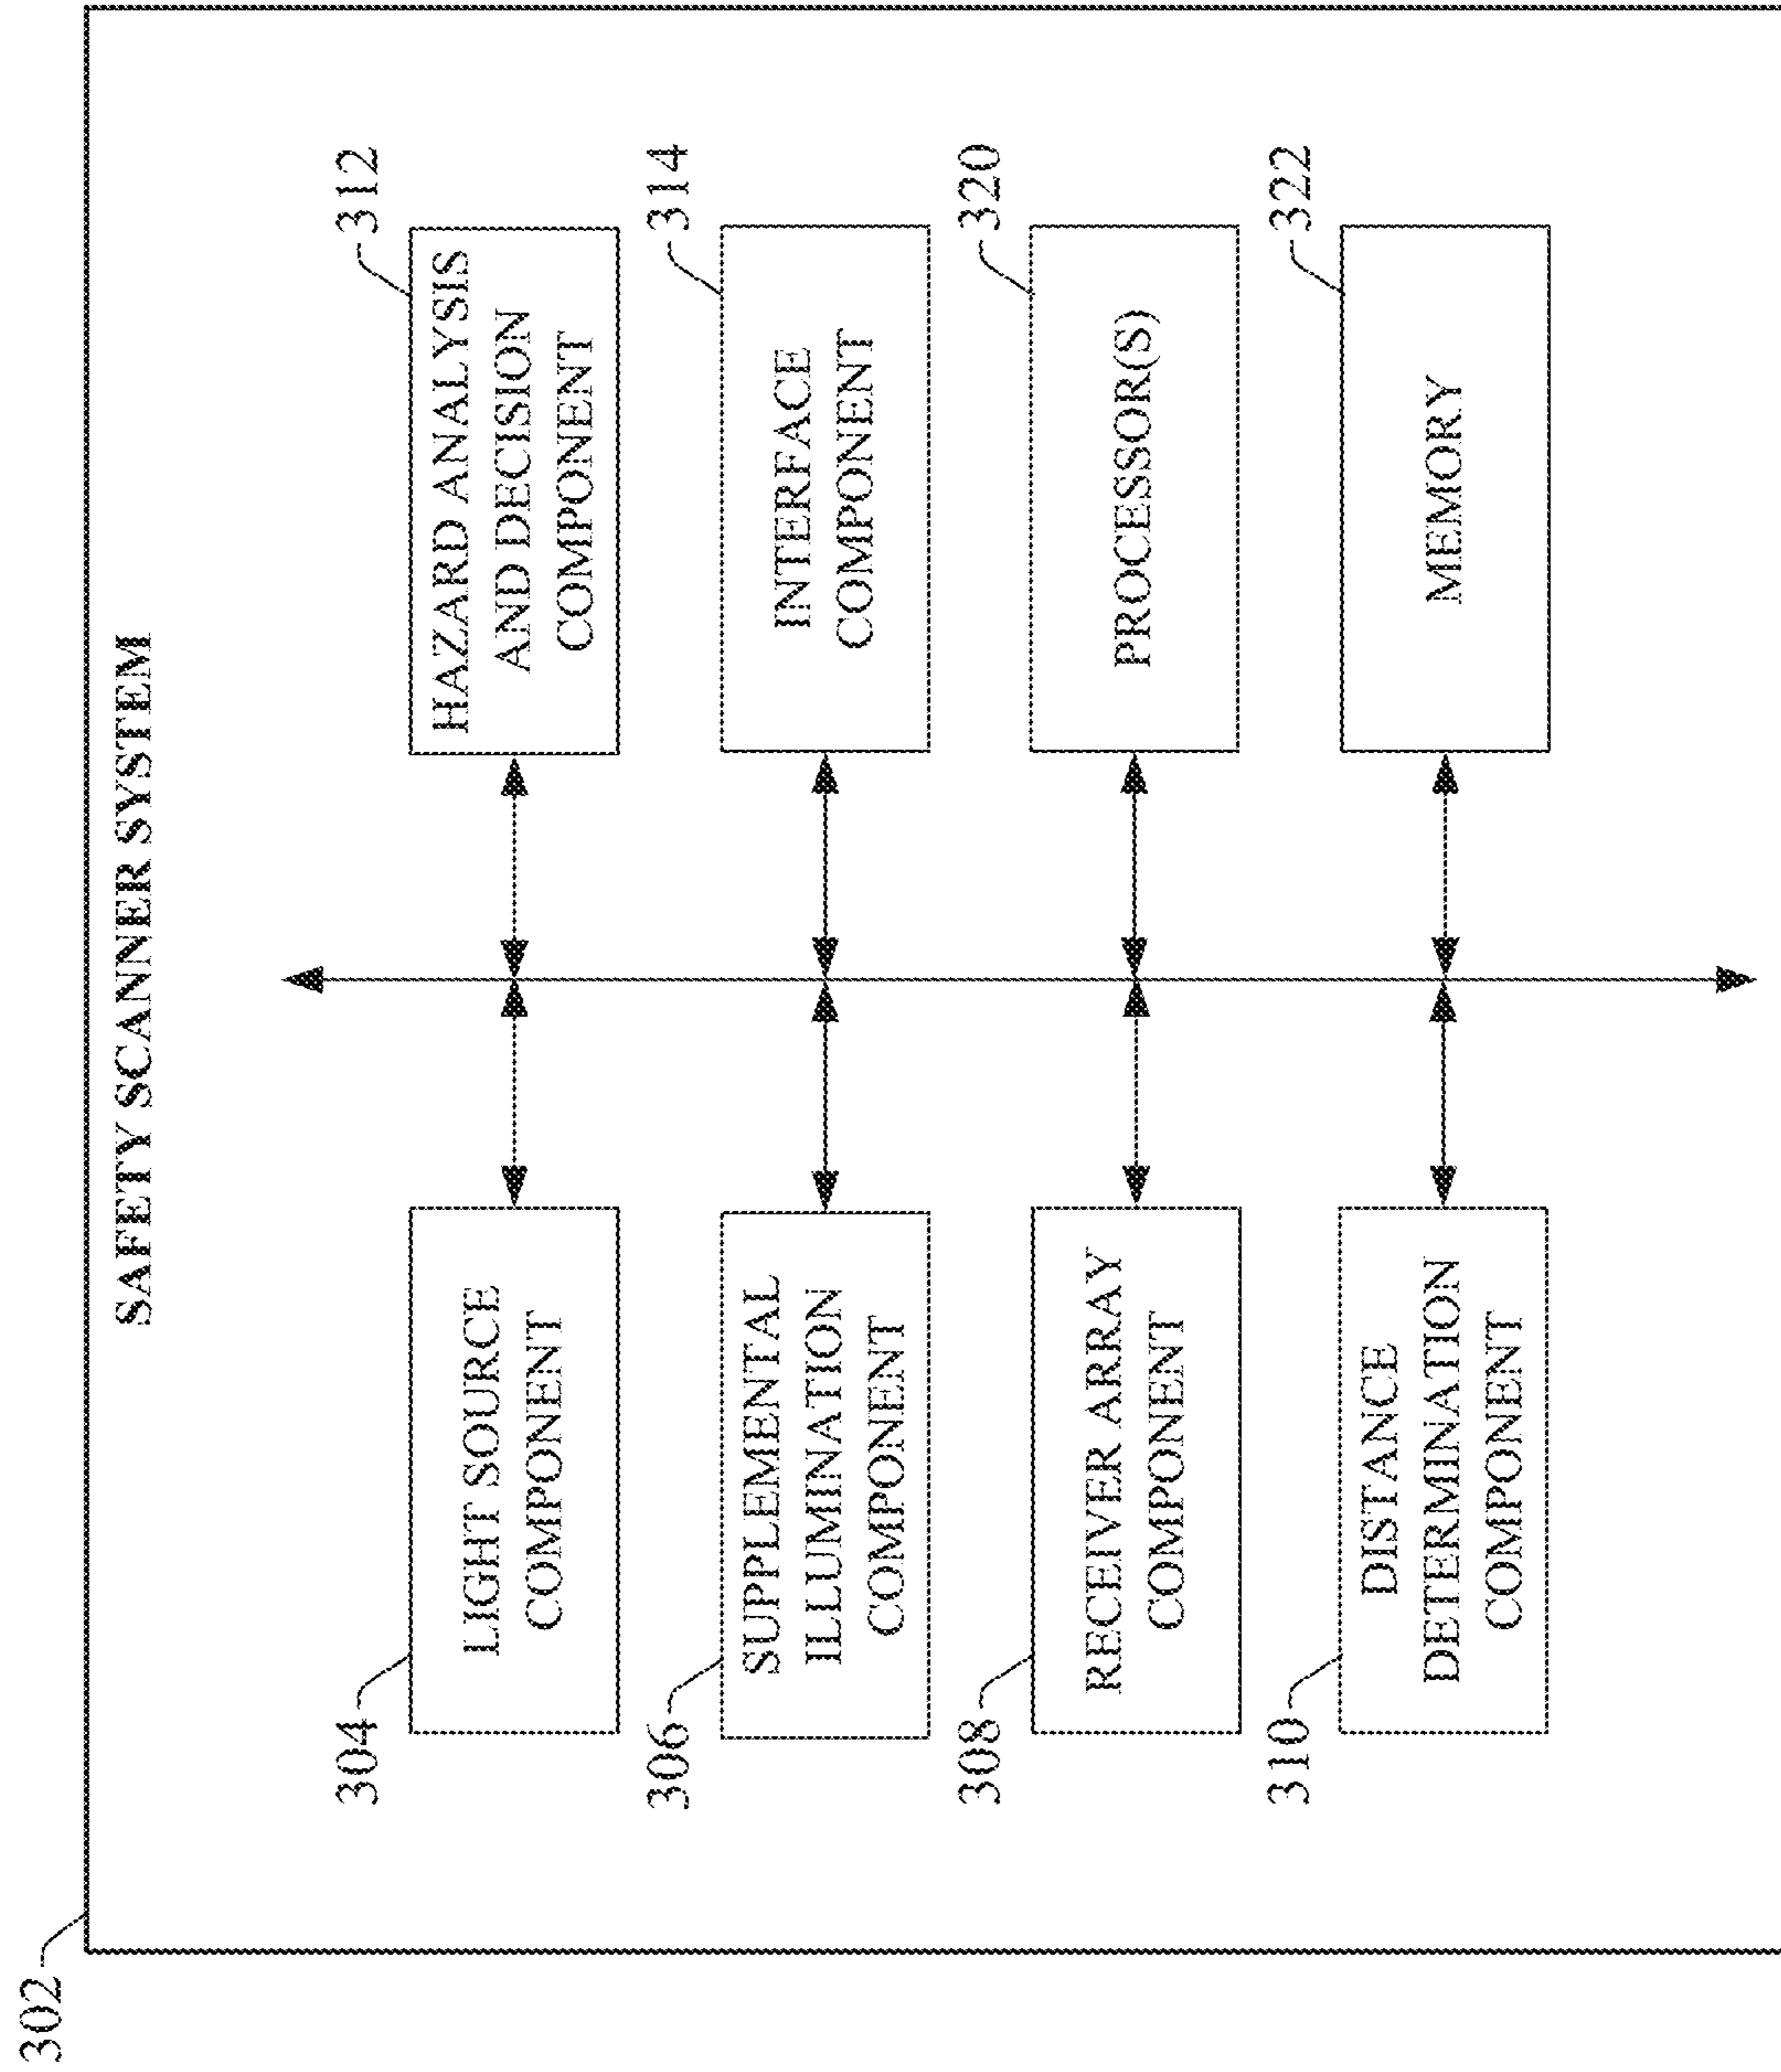 302
SAFETY SCANNER SYSTEM
304
LIGHT SOURCE
COMPONENT
306
SUPPLEMENTAL
ILLUMINATION
COMPONENT
308
RECEIVER ARRAY
COMPONENT
310
DISTANCE
DETERMINATION
COMPONENT
312
HAZARD ANALYSIS
AND DECISION
COMPONENT
314
INTERFACE
COMPONENT
320
PROCESSOR(S)
322
MEMORY